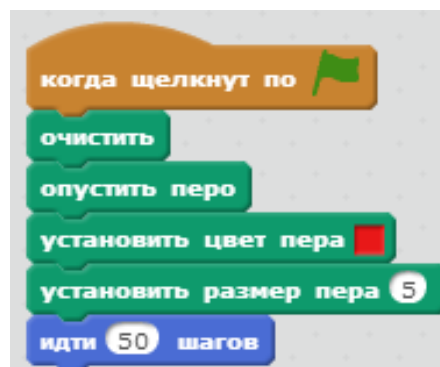 когда щелкнут по
очистить
опустить перо
установить цвет пера
установить размер пера 5
идти 50 шагов